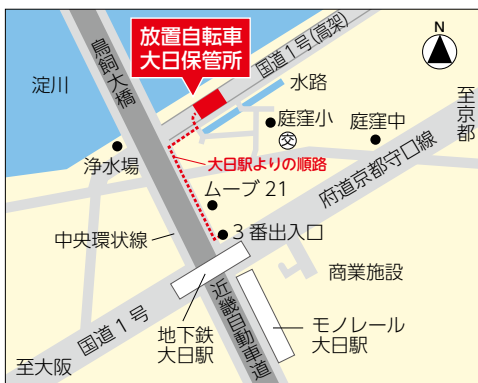 放置自転車
大日保管所
国道1号(高架)
N
鳥飼大橋
淀川
水路
至京都
庭窪小
庭窪中
交
浄水場
大日駅よりの順路
府道京都守口線
ムーブ21
中央環状線
3番出入口
商業施設
国道1号
地下鉄
大日駅
近畿自動車道
モノレール
大日駅
至大阪